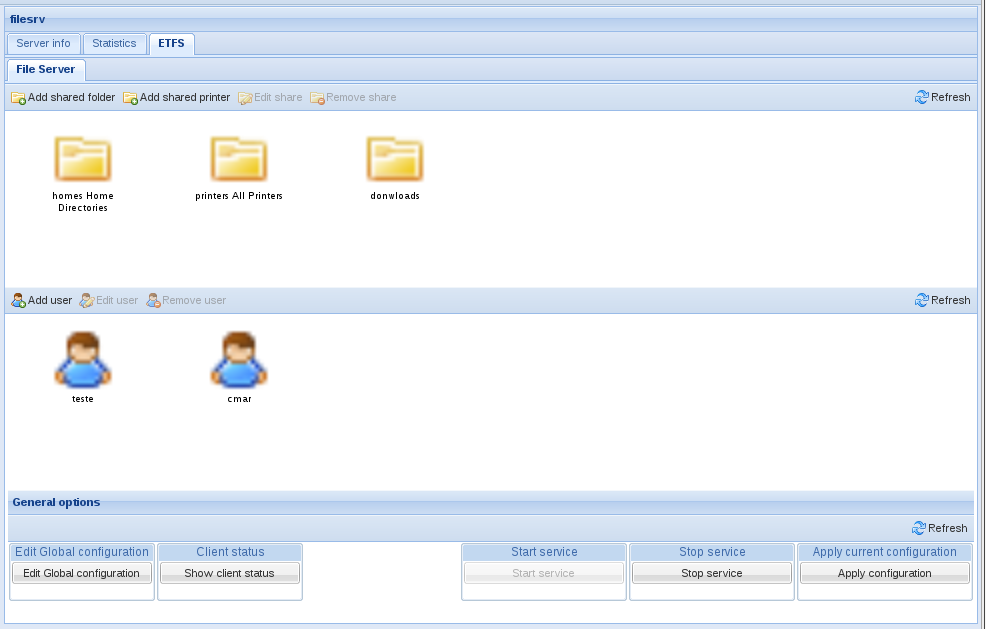 filesrv
Server info Statistics ETFS
File Server
Add shared folder Add shared printer Edit share Remove share Refresh
homes Home Directories
printers All Printers
donwloads
Add user Edit user Remove user Refresh
teste
cmar
General options
Refresh
Edit Global configuration Client status Start service Stop service Apply current configuration
Edit Global configuration Show client status Start service Stop service Apply configuration